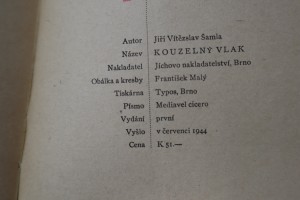 Autor Jiří Vítězslav Šamla
Název KOUZELNÝ VLAK
Nakladatel Jíchovo nakladatelství, Brno
Obálka a kresby František Malý
Tiskárna Typos, Brno
Písmo Mediavel cicero
Vydání první
Vyšlo v červenci 1944
Cena K 51.—